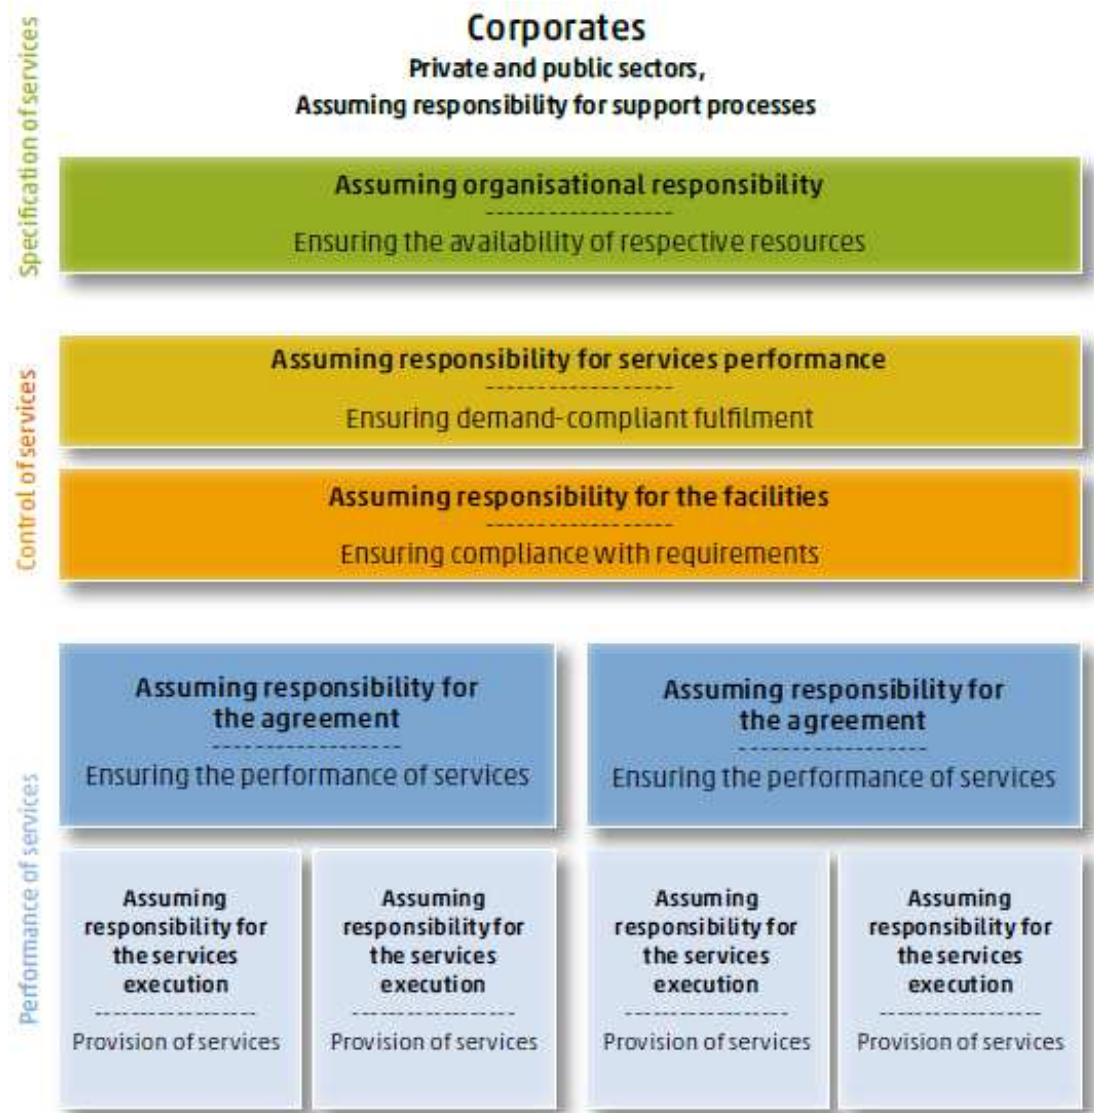 Specification of services
Corporates
Private and public sectors,
Assuming responsibility for support processes
Assuming organisational responsibility
-------------------
Ensuring the availability of respective resources
Control of services
Assuming responsibility for services performance
-------------------
Ensuring demand-compliant fulfilment
Assuming responsibility for the facilities
-------------------
Ensuring compliance with requirements
Performance of services
Assuming responsibility for
the agreement
-------------------
Ensuring the performance of services
Assuming responsibility for
the agreement
-------------------
Ensuring the performance of services
Assuming
responsibility for
the services
execution
-------------------
Provision of services
Assuming
responsibility for
the services
execution
-------------------
Provision of services
Assuming
responsibility for
the services
execution
-------------------
Provision of services
Assuming
responsibility for
the services
execution
-------------------
Provision of services